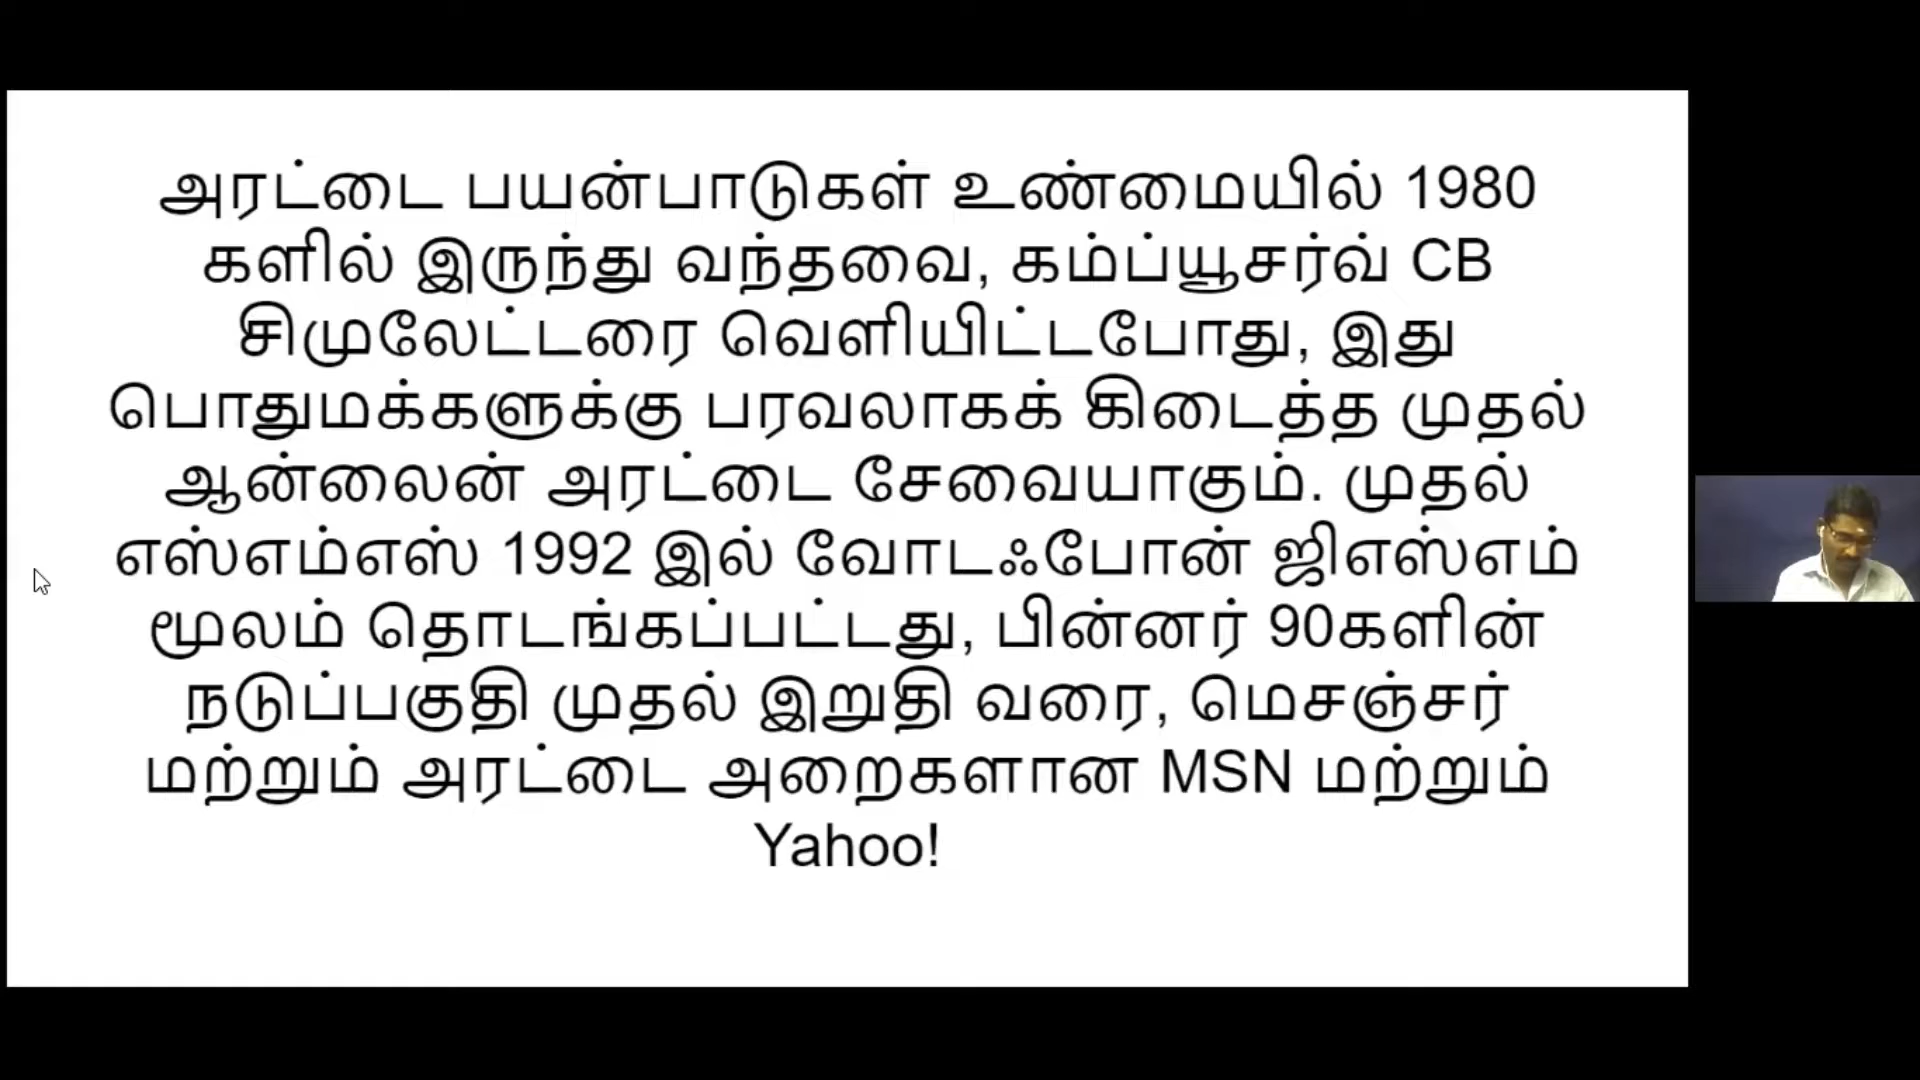 அரட்டை பயன்பாடுகள் உண்மையில் 1980
களில் இருந்து வந்தவை, கம்ப்யூசர்வ் CB
சிமுலேட்டரை வெளியிட்டபோது, இது
பொதுமக்களுக்கு பரவலாகக் கிடைத்த முதல்
ஆன்லைன் அரட்டை சேவையாகும். முதல்
எஸ்எம்எஸ் 1992 இல் வோடஃபோன் ஜிஎஸ்எம்
மூலம் தொடங்கப்பட்டது, பின்னர் 90களின்
நடுப்பகுதி முதல் இறுதி வரை, மெசஞ்சர்
மற்றும் அரட்டை அறைகளான MSN மற்றும்
Yahoo!